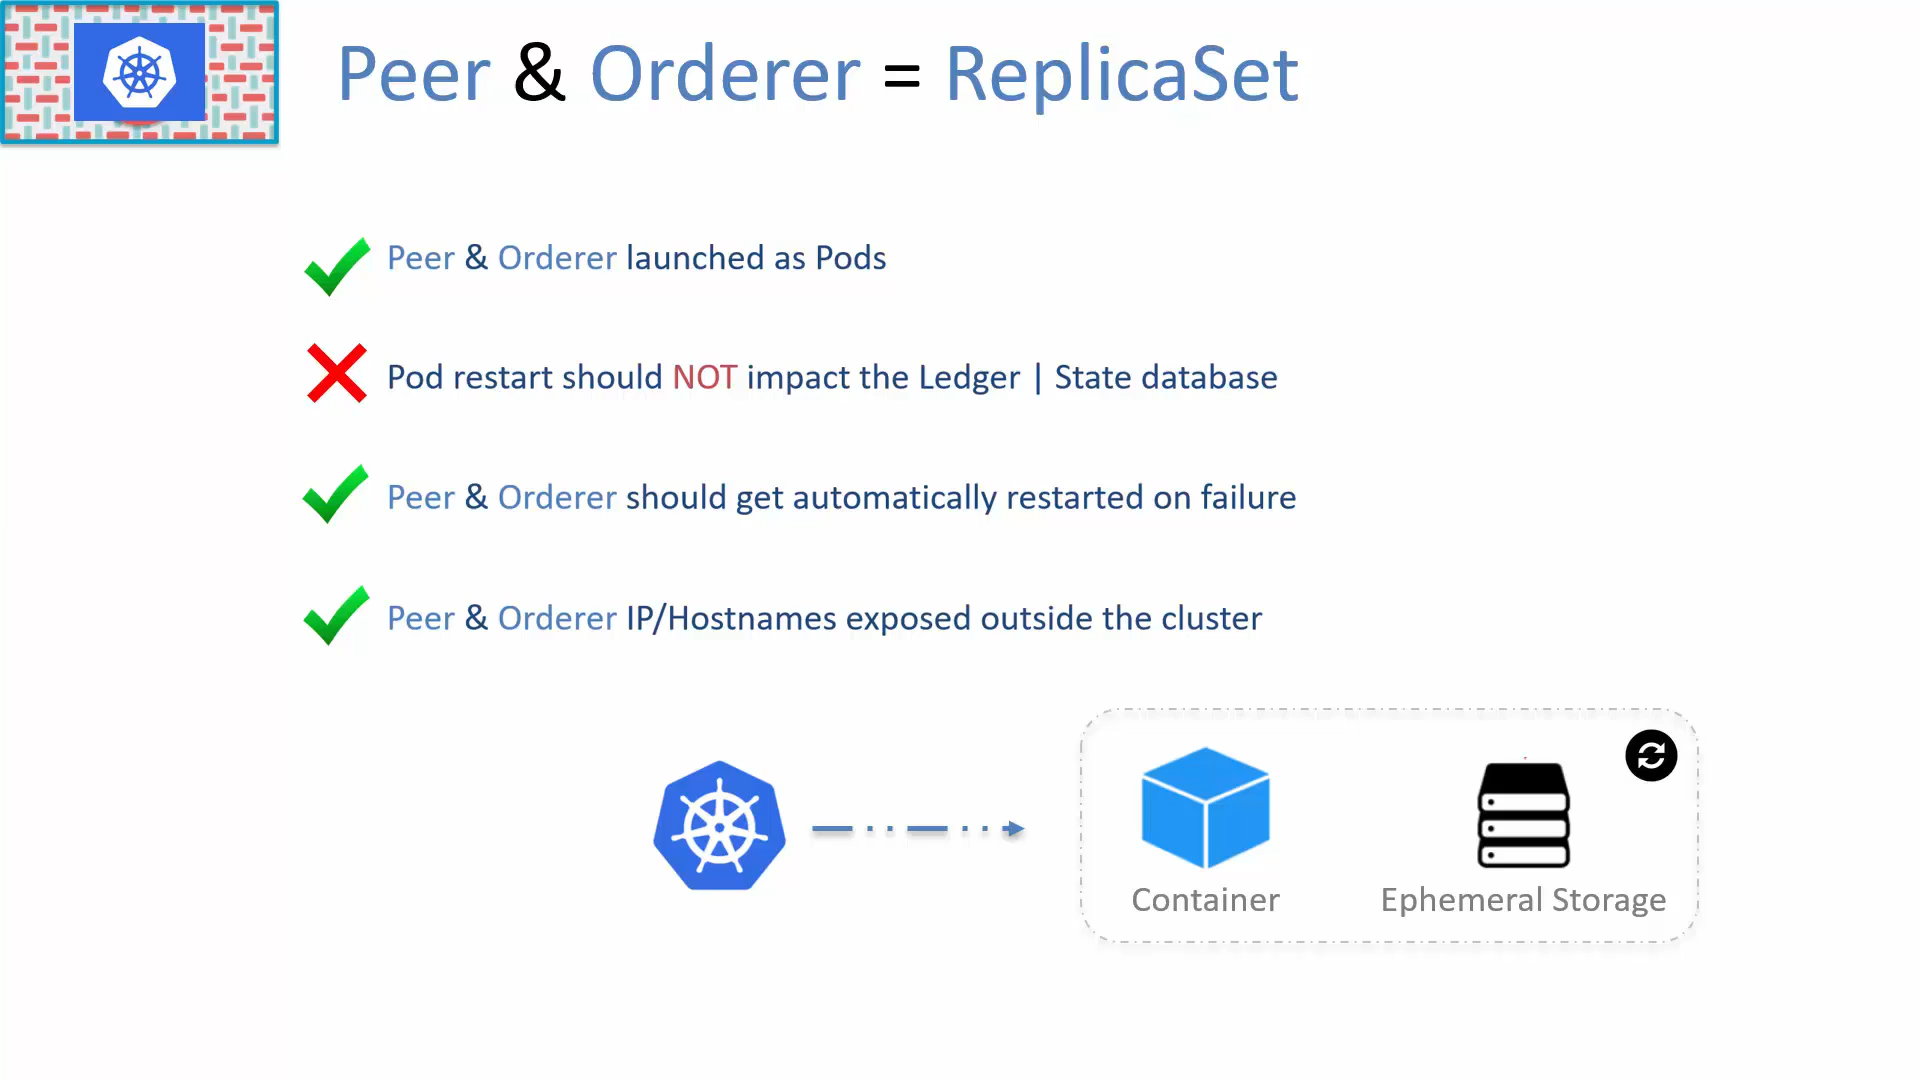 Peer & Orderer = ReplicaSet
Peer & Orderer launched as Pods
Pod restart should NOT impact the Ledger | State database
Peer & Orderer should get automatically restarted on failure
Peer & Orderer IP/Hostnames exposed outside the cluster
Container
Ephemeral Storage